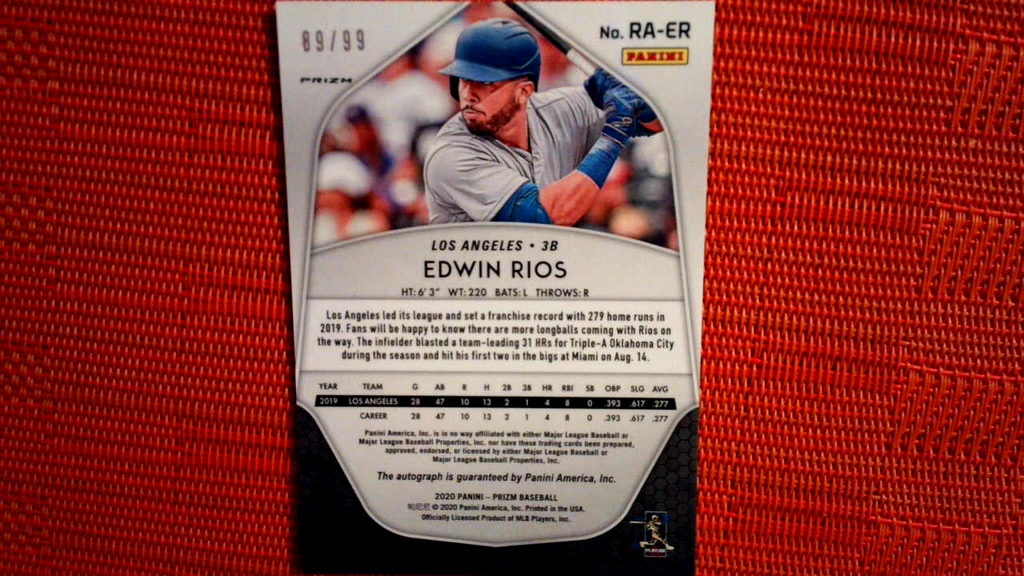 89/99
No. RA-ER
PANINI
PRIZM
LOS ANGELES • 3B
EDWIN RIOS
HT: 6' 3" WT: 220 BATS: L THROWS: R
Los Angeles led its league and set a franchise record with 279 home runs in
2019. Fans will be happy to know there are more longballs coming with Rios on
the way. The infielder blasted a team-leading 31 HRs for Triple-A Oklahoma City
during the season and hit his first two in the bigs at Miami on Aug. 14.
YEAR TEAM G AB R H 2B 3B HR RBI SB OBP SLG AVG
2019 LOS ANGELES 28 47 10 13 2 1 4 8 0 .393 .617 .277
CAREER 28 47 10 13 2 1 4 8 0 .393 .617 .277
Panini America, Inc. is in no way affiliated with either Major League Baseball or
Major League Baseball Properties, Inc. nor have these trading cards been prepared,
approved, endorsed, or licensed by either Major League Baseball or
Major League Baseball Properties, Inc.
The autograph is guaranteed by Panini America, Inc.
2020 PANINI – PRIZM BASEBALL
帕尼尼 © 2020 Panini America, Inc. Printed in the USA.
Officially Licensed Product of MLB Players, Inc.